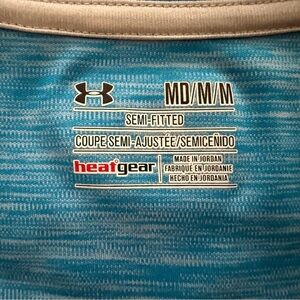 MD/M/M
SEMI-FITTED
COUPE SEMI-AJUSTÉE/SEMICEÑIDO
heatgear
MADE IN JORDAN
FABRIQUÉ EN JORDANIE
HECHO EN JORDANIA